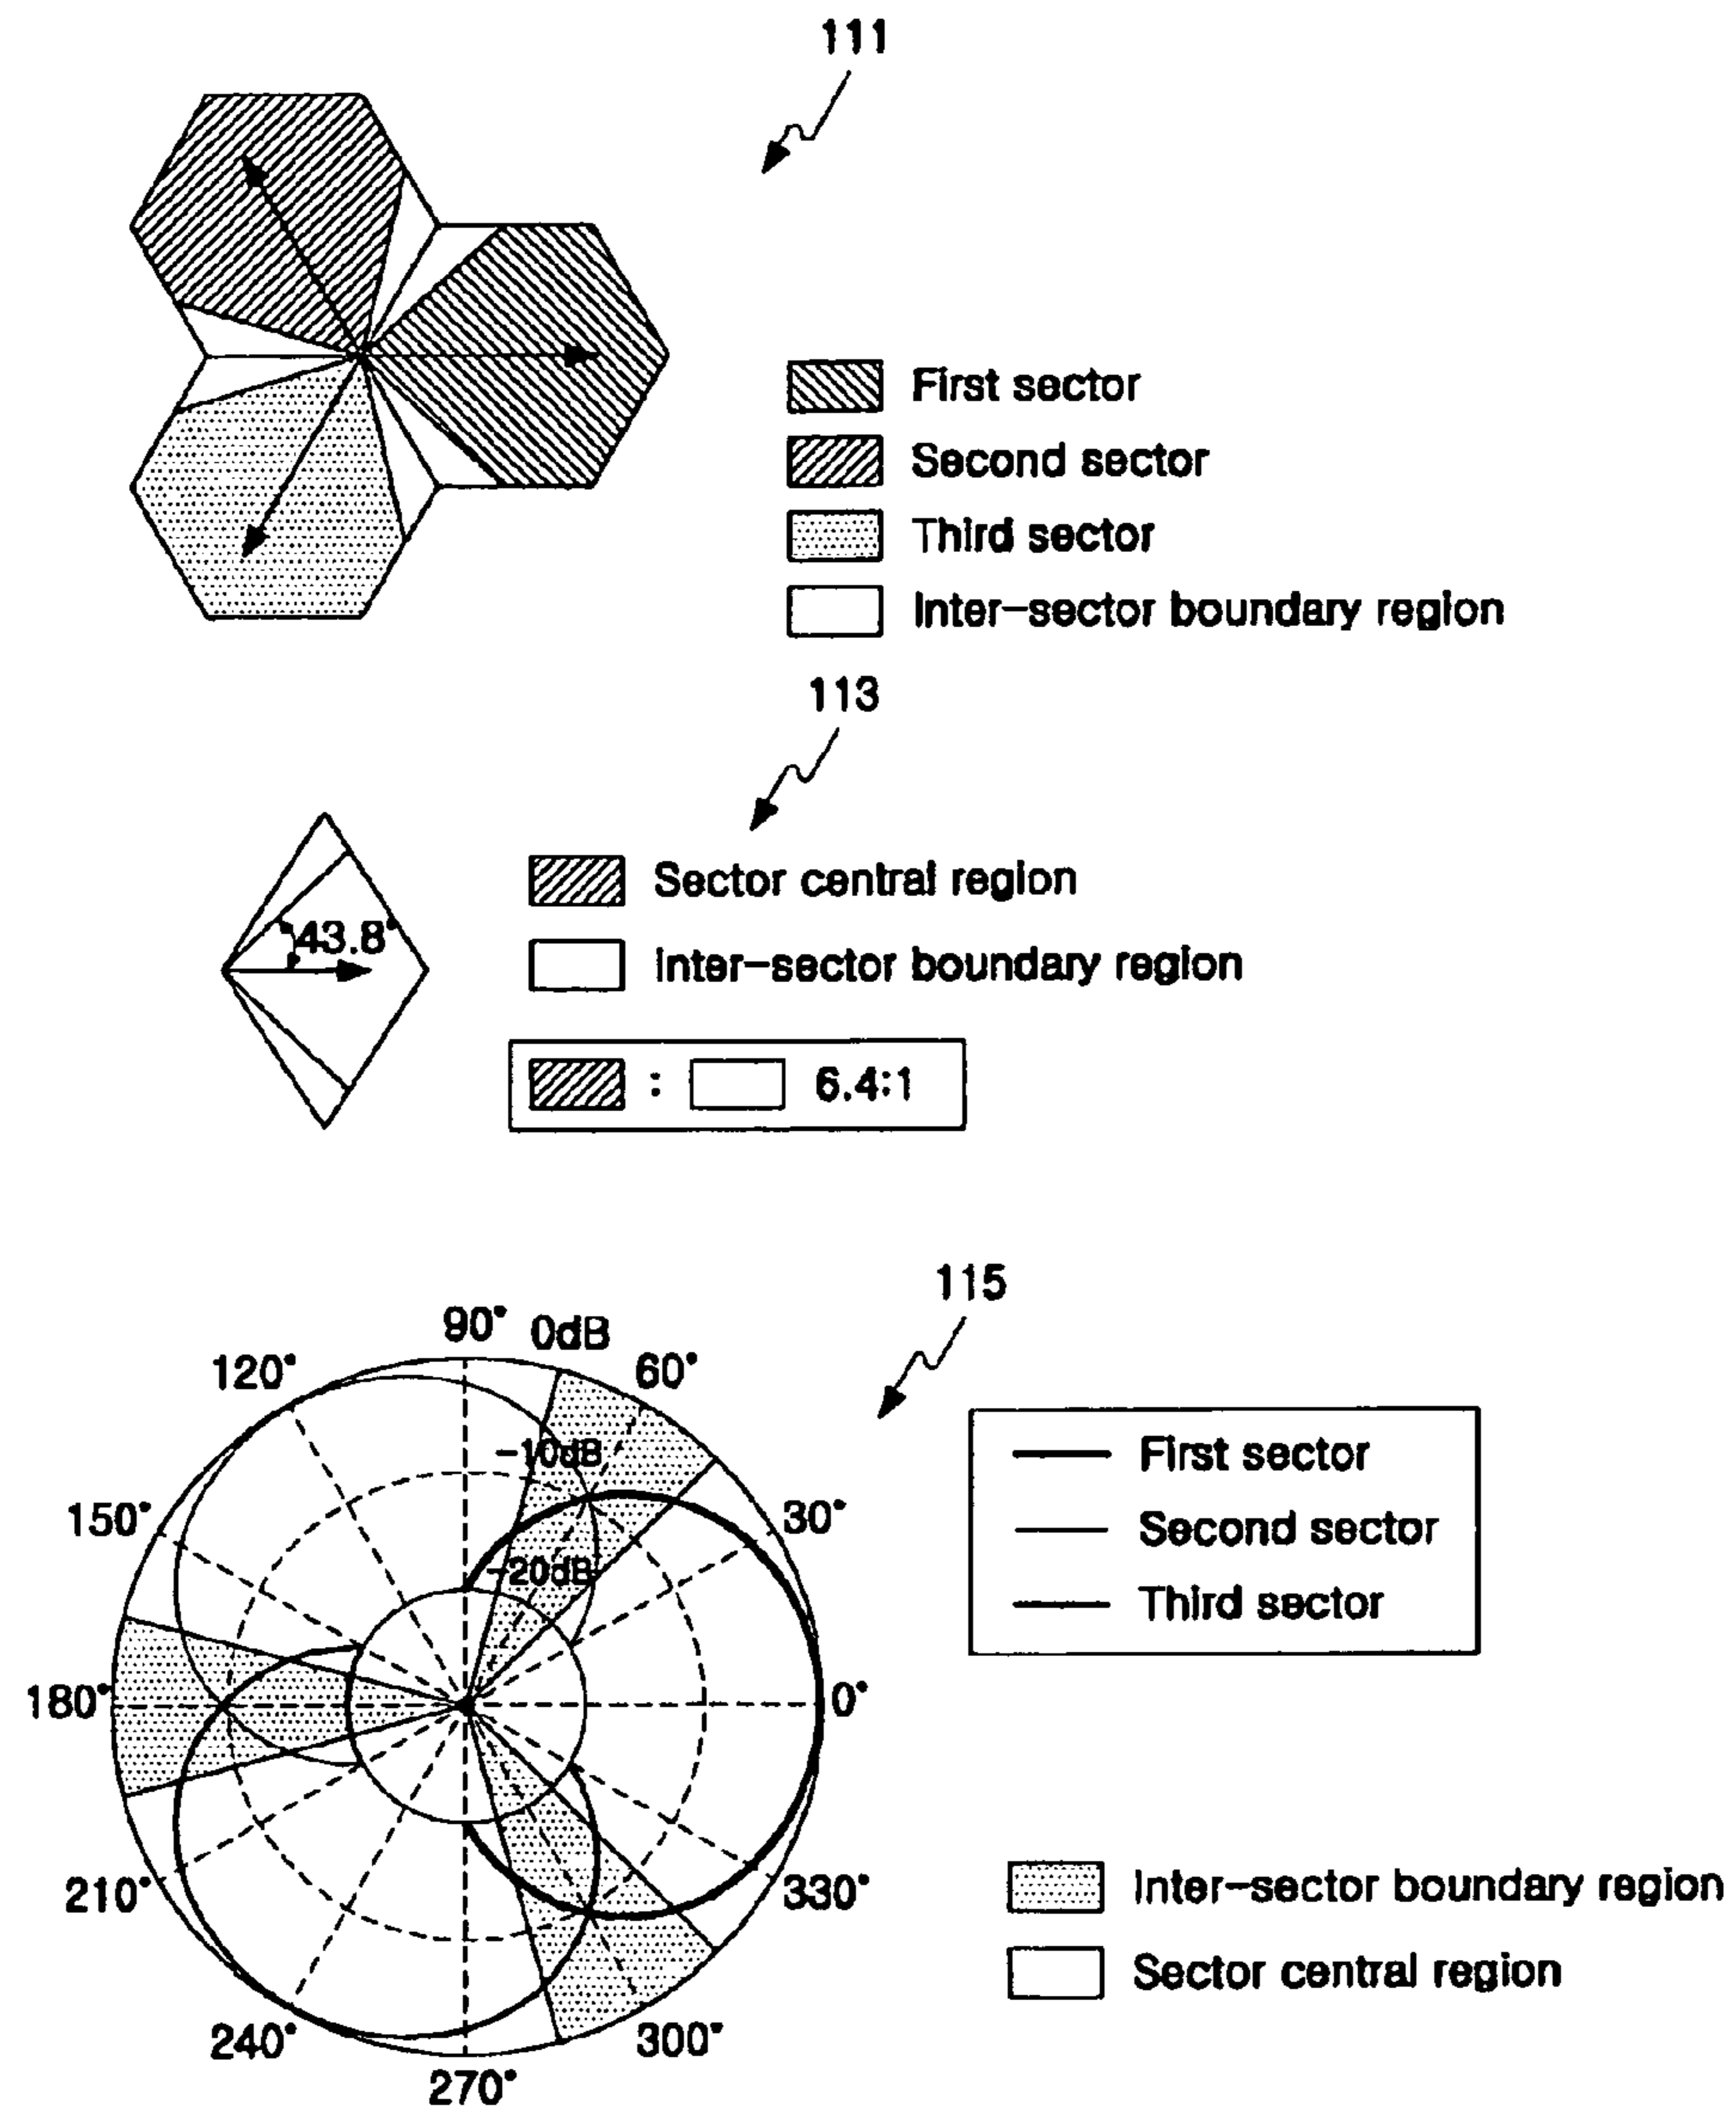 111
First sector
Second sector
Third sector
Inter-sector boundary region
113
Sector central region
43.8°
Inter-sector boundary region
: 6.4:1
115
90° 0dB
120° 60°
-10dB
First sector
150° 30°
Second sector
-20dB
Third sector
180° 0°
210° 330°
Inter-sector boundary region
Sector central region
240° 300°
270°